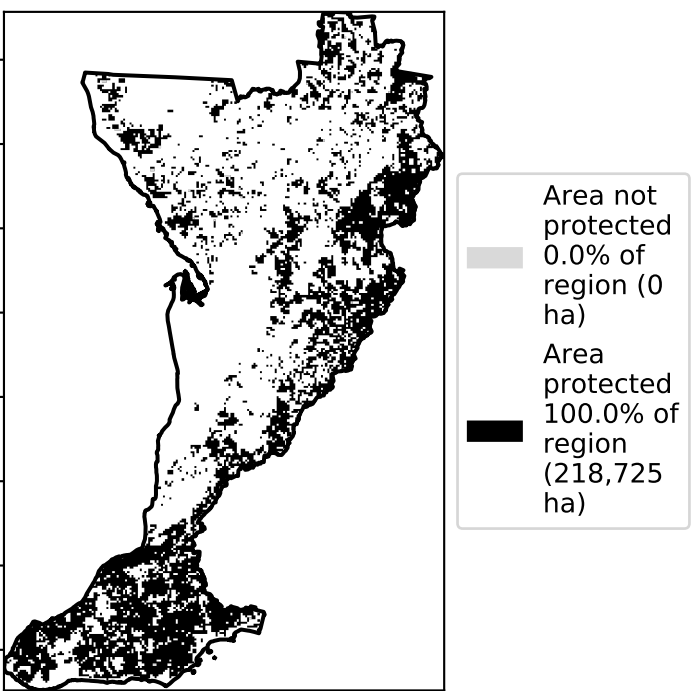 Area not
protected
0.0% of
region (0
ha)
Area
protected
100.0% of
region
(218,725
ha)